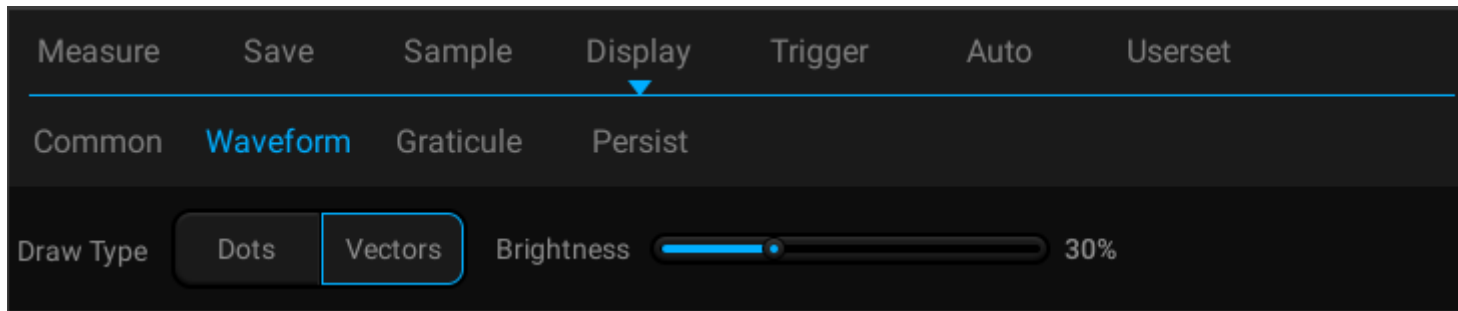 Measure Save Sample Display Trigger Auto Userset
Common Waveform Graticule Persist
Draw Type Dots Vectors Brightness 30%